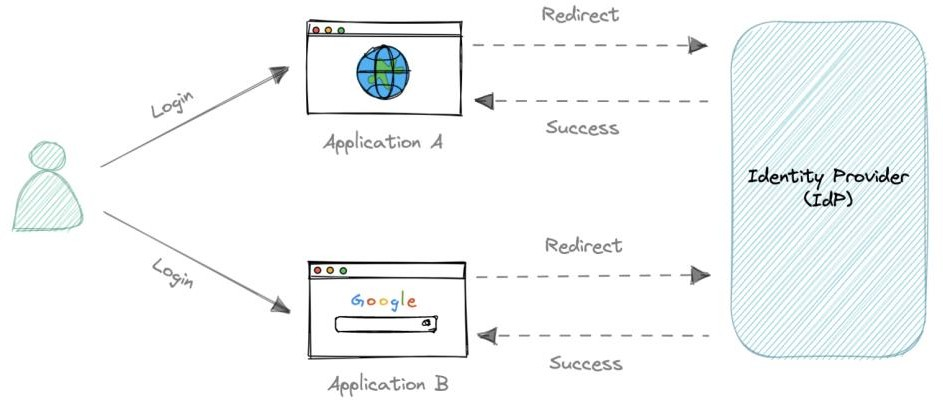 Redirect
Login
Success
Application A
Identity Provider
(IdP)
Redirect
Login
Google
Success
Application B